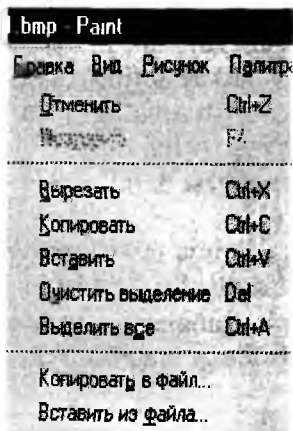 .bmp - Paint
Правка Вид Рисунок Палитра
Отменить Ctrl+Z
Вырезать Ctrl+X
Копировать Ctrl+C
Вставить Ctrl+V
Очистить выделение Del
Выделить все Ctrl+A
Копировать в файл...
Вставить из файла...